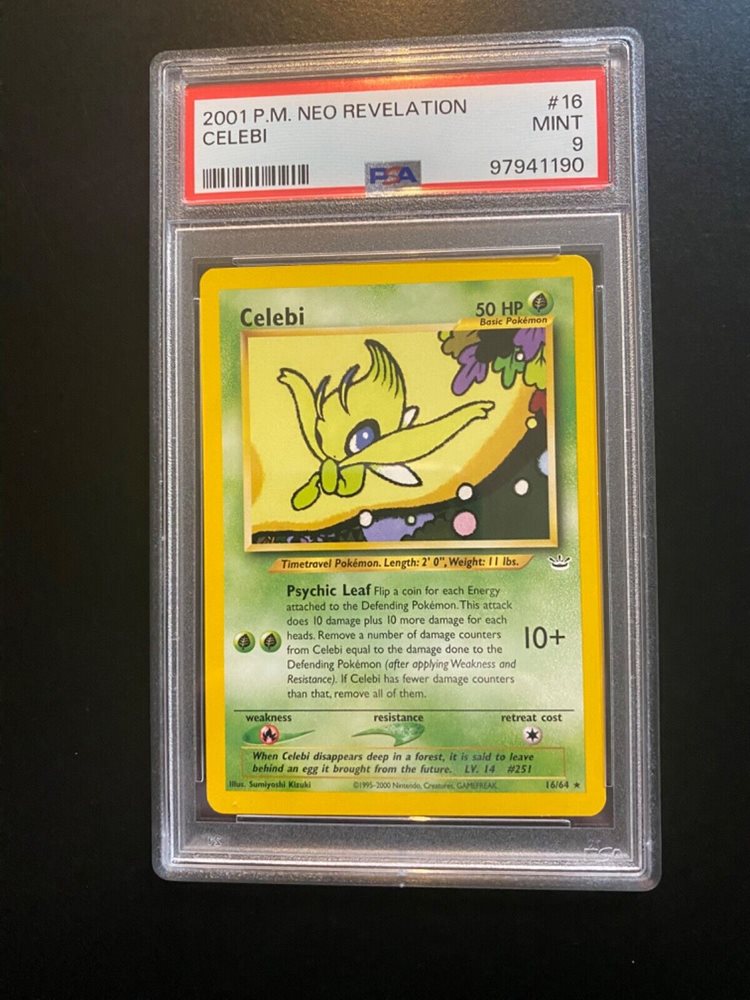 2001 P.M. NEO REVELATION #16
CELEBI MINT
9
PSA 97941190
Celebi 50 HP
Basic Pokémon
Timetravel Pokémon. Length: 2' 0", Weight: 11 lbs.
Psychic Leaf Flip a coin for each Energy
attached to the Defending Pokémon. This attack
does 10 damage plus 10 more damage for each
heads. Remove a number of damage counters
from Celebi equal to the damage done to the
Defending Pokémon (after applying Weakness and
Resistance). If Celebi has fewer damage counters
than that, remove all of them.
10+
weakness resistance retreat cost
When Celebi disappears deep in a forest, it is said to leave
behind an egg it brought from the future. LV. 14 #251
Illus. Sumiyoshi Kizuki ©1995-2000 Nintendo, Creatures, GAMEFREAK. 16/64 ★